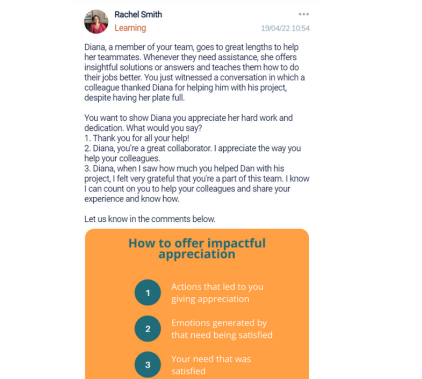 Rachel Smith
Learning
19/04/22 10:54
Diana, a member of your team, goes to great lengths to help
her teammates. Whenever they need assistance, she offers
insightful solutions or answers and teaches them how to do
their jobs better. You just witnessed a conversation in which a
colleague thanked Diana for helping him with his project,
despite having her plate full.
You want to show Diana you appreciate her hard work and
dedication. What would you say?
1. Thank you for all your help!
2. Diana, you're a great collaborator. I appreciate the way you
help your colleagues.
3. Diana, when I saw how much you helped Dan with his
project, I felt very grateful that you're a part of this team. I know
I can count on you to help your colleagues and share your
experience and know how.
Let us know in the comments below.
How to offer impactful
appreciation
1 Actions that led to you
giving appreciation
2 Emotions generated by
that need being satisfied
3 Your need that was
satisfied